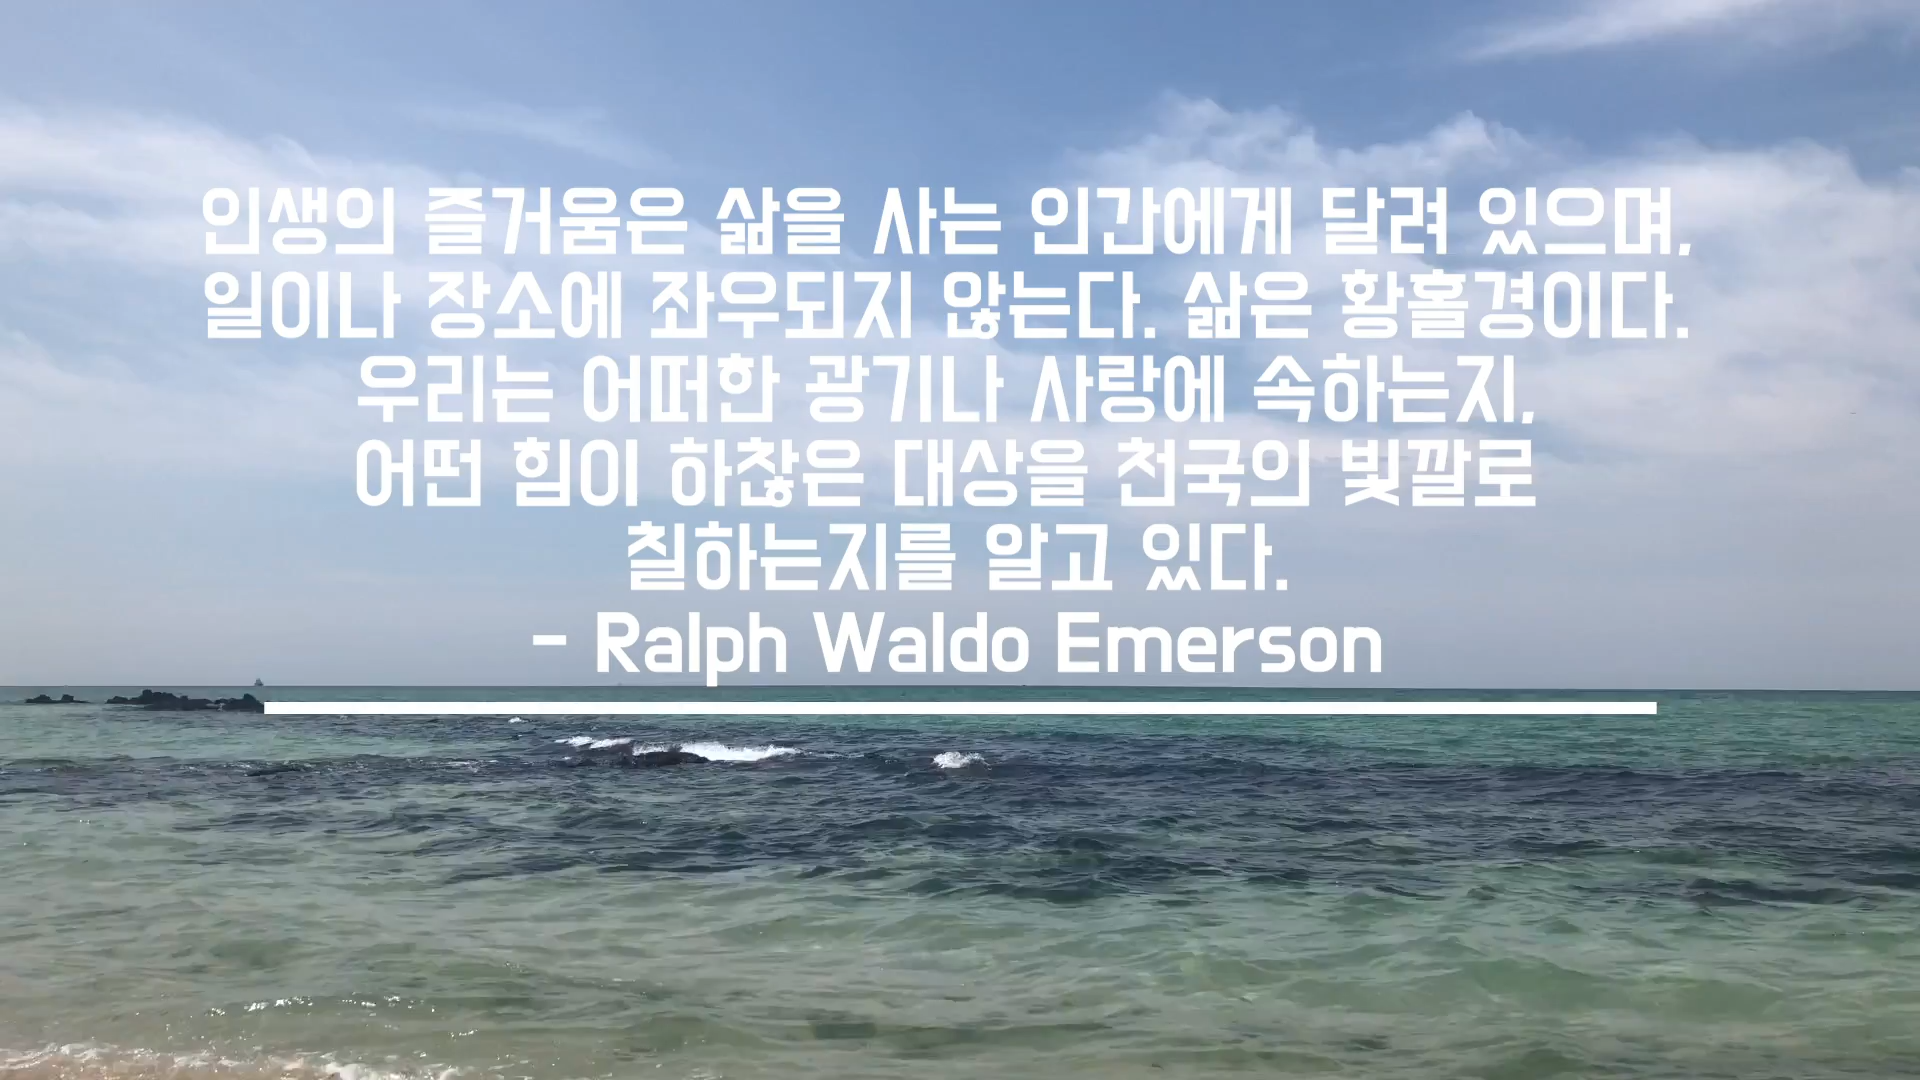 인생의 즐거움은 삶을 사는 인간에게 달려 있으며,
일이나 장소에 좌우되지 않는다. 삶은 황홀경이다.
우리는 어떠한 광기나 사랑에 속하는지,
어떤 힘이 하찮은 대상을 천국의 빛깔로
칠하는지를 알고 있다.
- Ralph Waldo Emerson